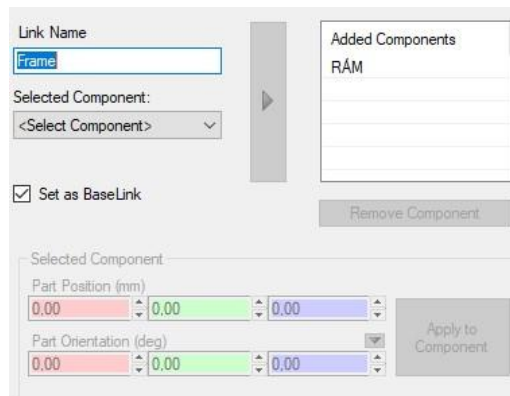 Link Name
Frame
Selected Component:
<Select Component>
Set as BaseLink
Added Components
RÁM
Remove Component
Selected Component
Part Position (mm)
0,00 0,00 0,00
Part Orientation (deg)
0,00 0,00 0,00
Apply to
Component